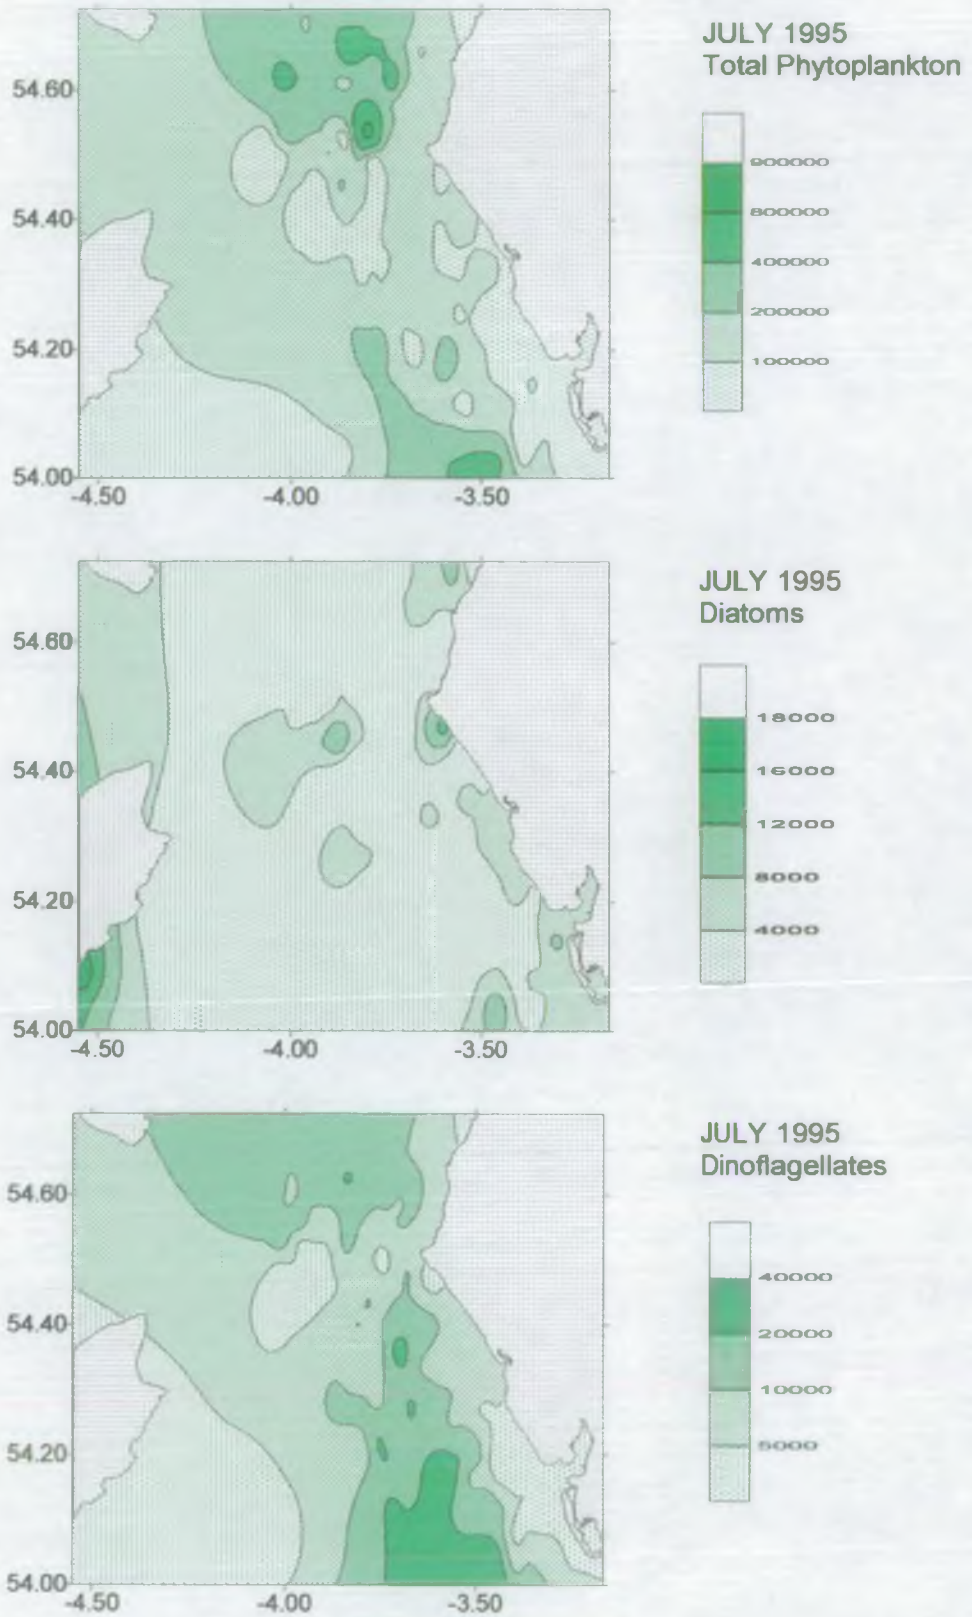 JULY 1995
Total Phytoplankton
54.60
54.40
54.20
54.00
-4.50 -4.00 -3.50
900000
800000
400000
200000
100000
JULY 1995
Diatoms
54.60
54.40
54.20
54.00
-4.50 -4.00 -3.50
18000
16000
12000
8000
4000
JULY 1995
Dinoflagellates
54.60
54.40
54.20
54.00
-4.50 -4.00 -3.50
40000
20000
10000
5000